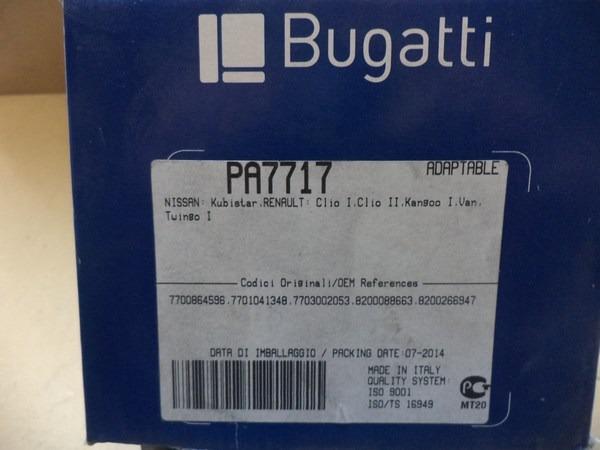 Bugatti
PA7717
ADAPTABLE
NISSAN: Kubistar,RENAULT: Clio I,Clio II,Kangoo I,Van,
Twingo I
Codici Originali/OEM References
7700864596,7701041348,7703002053,8200088663,8200266947
DATA DI IMBALLAGGIO / PACKING DATE:07-2014
MADE IN ITALY
QUALITY SYSTEM:
ISO 9001
ISO/TS 16949
PG
MT20